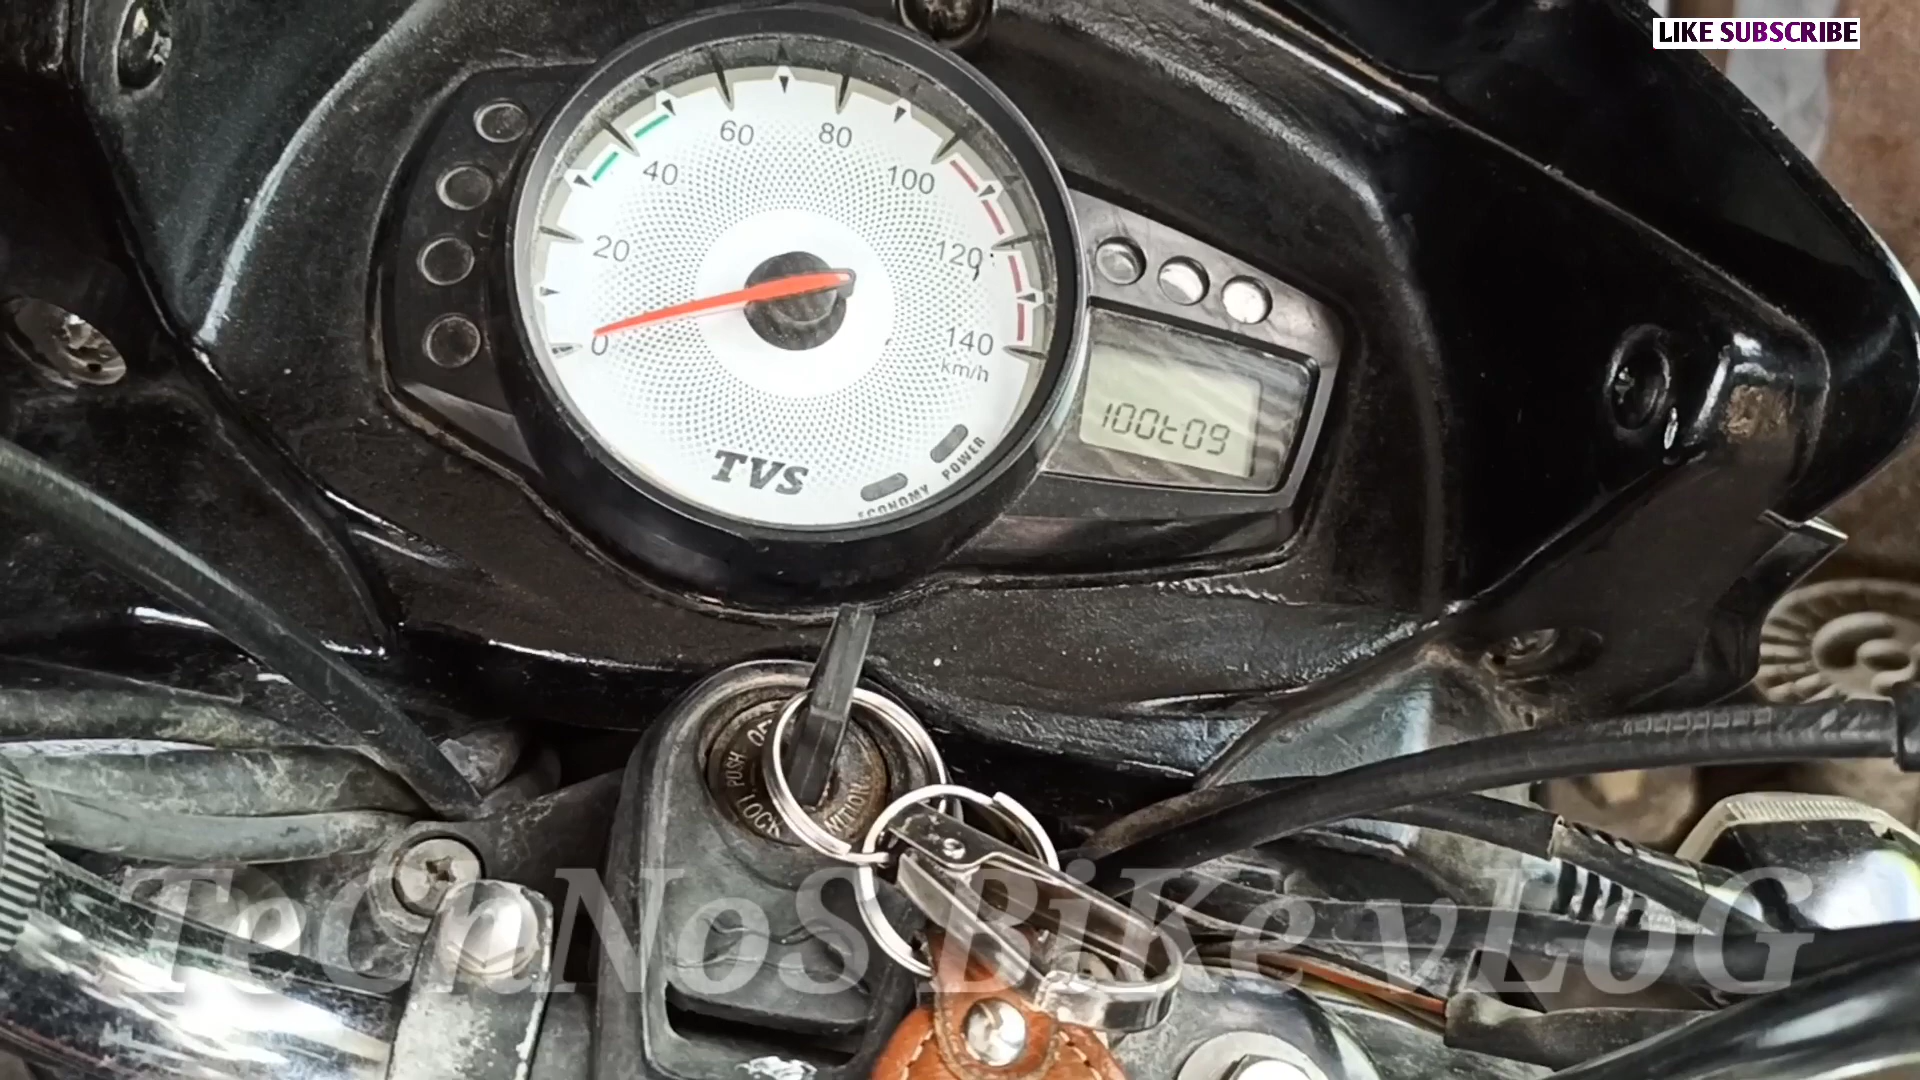 LIKE SUBSCRIBE
0
20
40
60
80
100
120
140
km/h
TVS
ECONOMY
POWER
PUSH
LOCK
TeChNoS BiKe vLoG